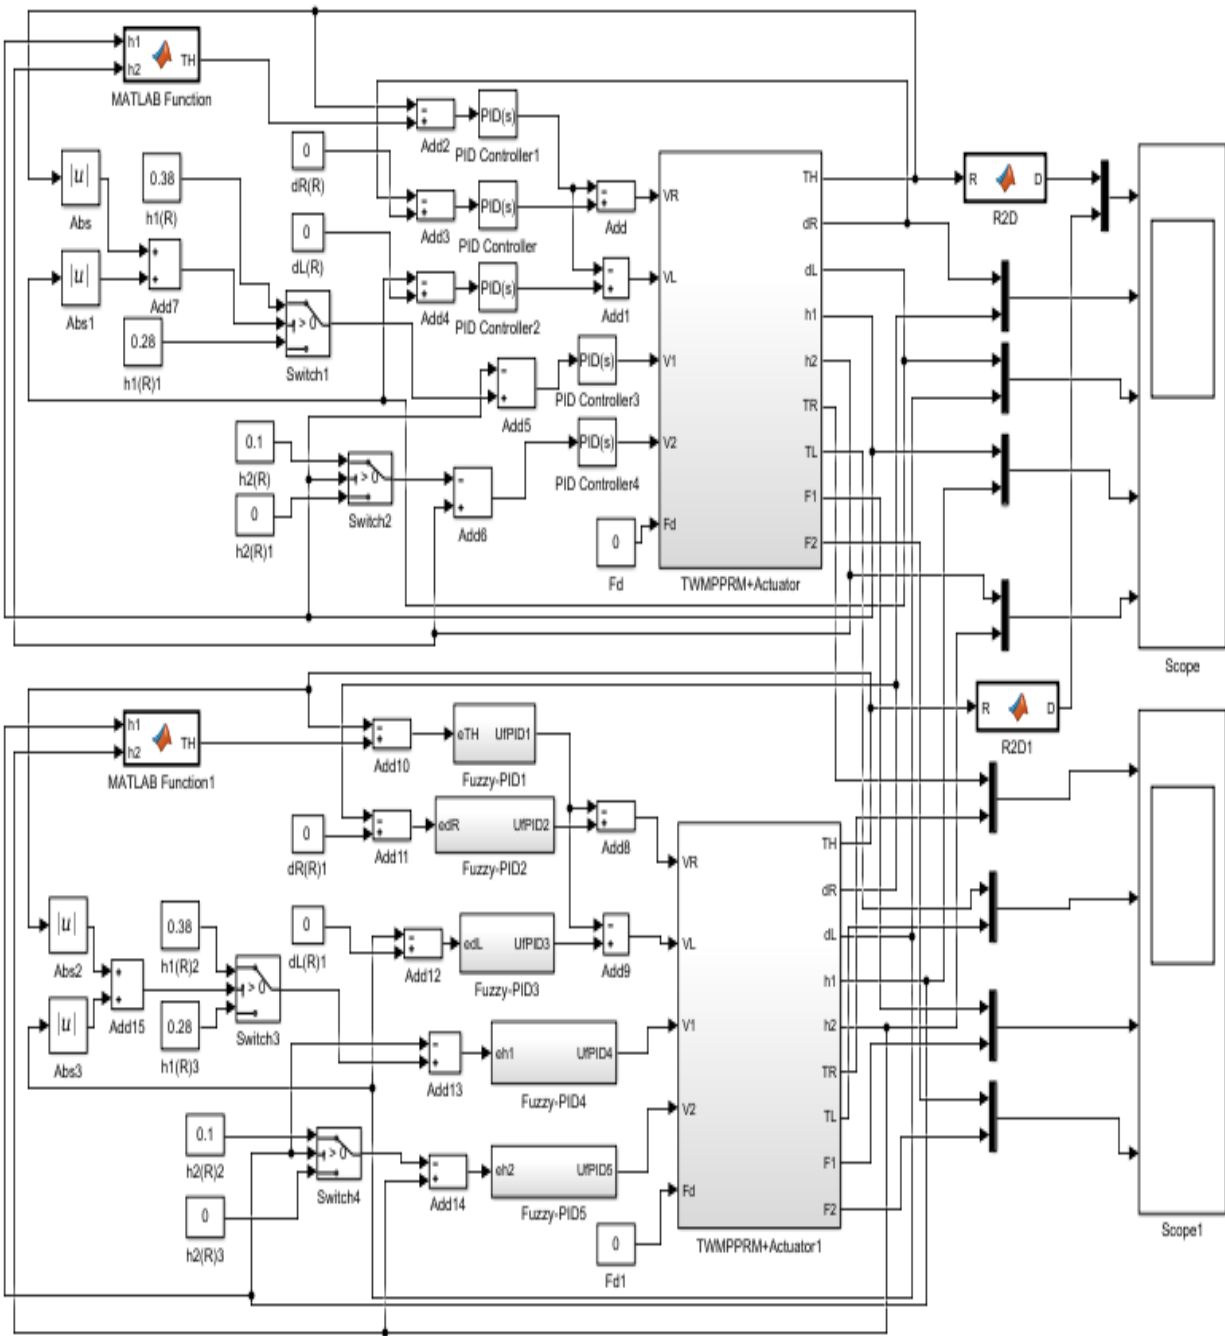 h1
h2
TH
MATLAB Function
|u|
Abs
0.38
h1(R)
|u|
Abs1
+
+
Add7
0.28
h1(R)1
> 0
Switch1
0
dR(R)
0
dL(R)
-
+
Add2
PID(s)
PID Controller1
-
+
Add3
PID(s)
PID Controller
-
+
Add4
PID(s)
PID Controller2
-
+
Add
-
+
Add1
-
+
Add5
PID(s)
PID Controller3
0.1
h2(R)
0
h2(R)1
> 0
Switch2
-
+
Add6
PID(s)
PID Controller4
0
Fd
VR
VL
V1
V2
Fd
TH
dR
dL
h1
h2
TR
TL
F1
F2
TWMPPRM+Actuator
R
D
R2D
Scope
h1
h2
TH
MATLAB Function1
-
+
Add10
eTH
UfPID1
Fuzzy-PID1
0
dR(R)1
-
+
Add11
edR
UfPID2
Fuzzy-PID2
-
+
Add8
0
dL(R)1
-
+
Add12
edL
UfPID3
Fuzzy-PID3
-
+
Add9
|u|
Abs2
|u|
Abs3
+
+
Add15
0.38
h1(R)2
0.28
h1(R)3
> 0
Switch3
-
+
Add13
eh1
UfPID4
Fuzzy-PID4
0.1
h2(R)2
0
h2(R)3
> 0
Switch4
-
+
Add14
eh2
UfPID5
Fuzzy-PID5
0
Fd1
VR
VL
V1
V2
Fd
TH
dR
dL
h1
h2
TR
TL
F1
F2
TWMPPRM+Actuator1
R
D
R2D1
Scope1